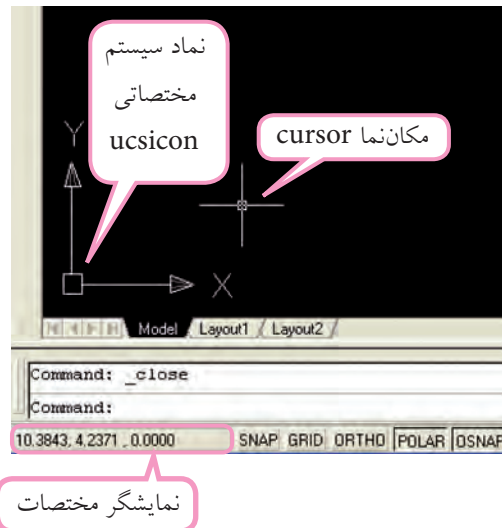 نماد سیستم
مختصاتی
ucsicon
مکان‌نما cursor
Y
X
Model Layout1 Layout2
Command: _close
Command:
10.3843, 4.2371 , 0.0000 SNAP GRID ORTHO POLAR OSNAP
نمایشگر مختصات